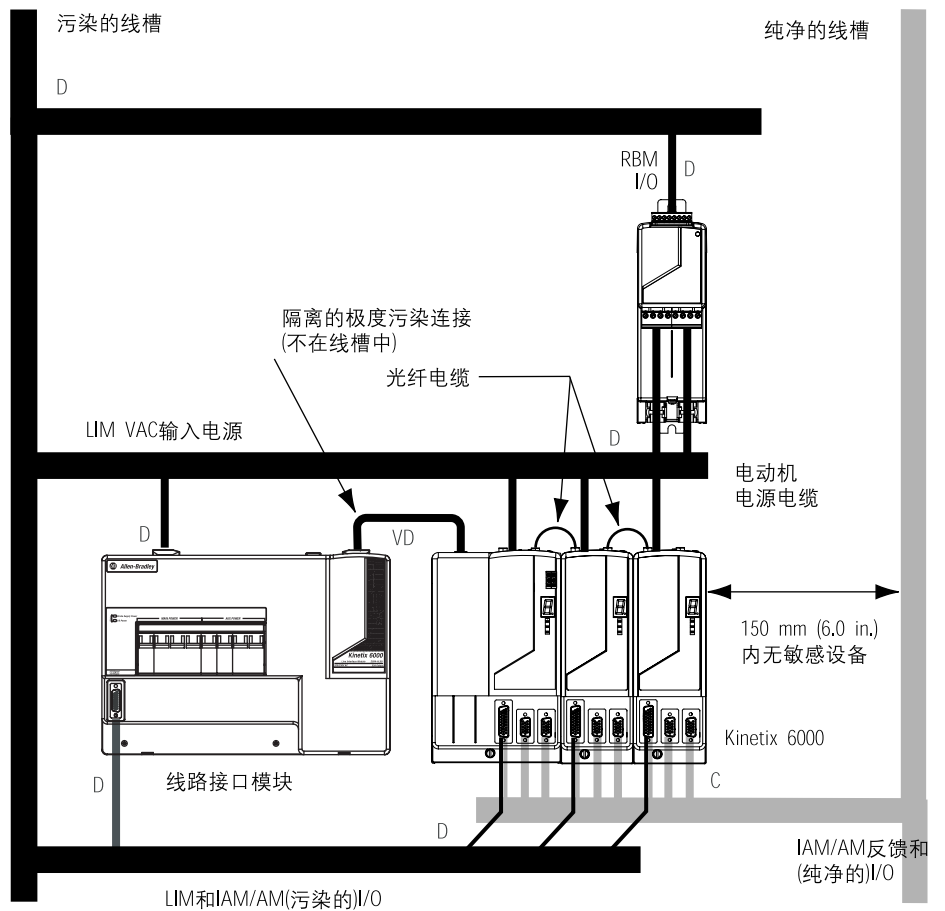 污染的线槽
纯净的线槽
D
RBM
I/O
D
隔离的极度污染连接
(不在线槽中)
光纤电缆
LIM VAC输入电源
D
电动机
电源电缆
D
VD
Allen-Bradley
150 mm (6.0 in.)
内无敏感设备
Kinetix 6000
Kinetix 6000
线路接口模块
D
C
D
IAM/AM反馈和
(纯净的)I/O
LIM和IAM/AM(污染的)I/O